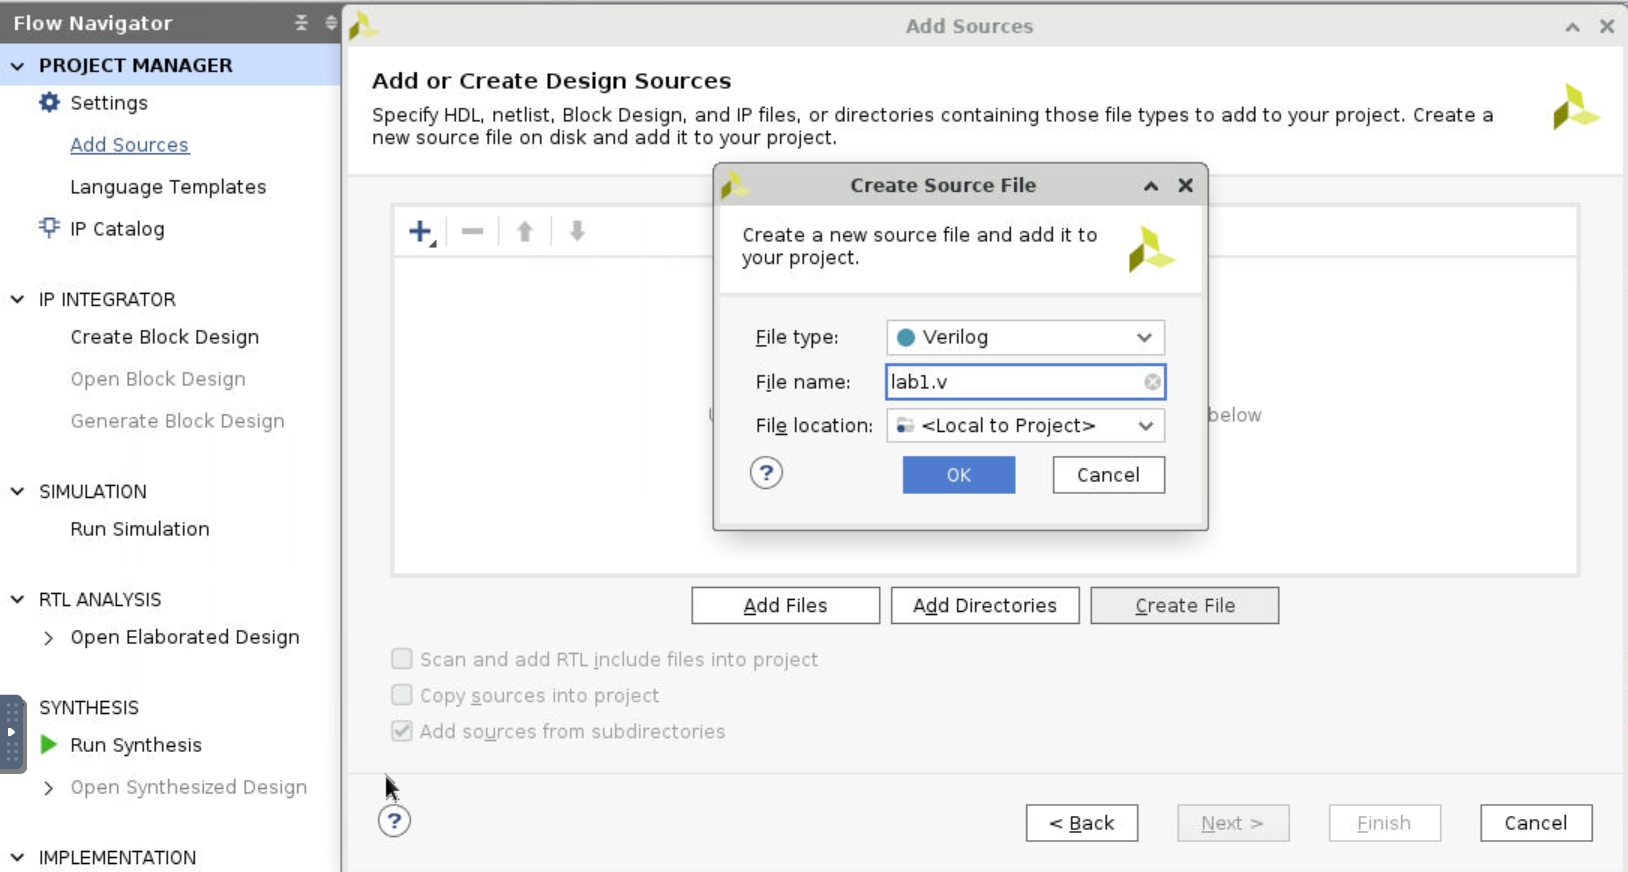 Flow Navigator
PROJECT MANAGER
Settings
Add Sources
Language Templates
IP Catalog
IP INTEGRATOR
Create Block Design
Open Block Design
Generate Block Design
SIMULATION
Run Simulation
RTL ANALYSIS
Open Elaborated Design
SYNTHESIS
Run Synthesis
Open Synthesized Design
IMPLEMENTATION
Add Sources
Add or Create Design Sources
Specify HDL, netlist, Block Design, and IP files, or directories containing those file types to add to your project. Create a
new source file on disk and add it to your project.
Create Source File
Create a new source file and add it to
your project.
File type: Verilog
File name: lab1.v
File location: <Local to Project>
?
OK
Cancel
below
Add Files
Add Directories
Create File
Scan and add RTL include files into project
Copy sources into project
Add sources from subdirectories
?
< Back
Next >
Finish
Cancel